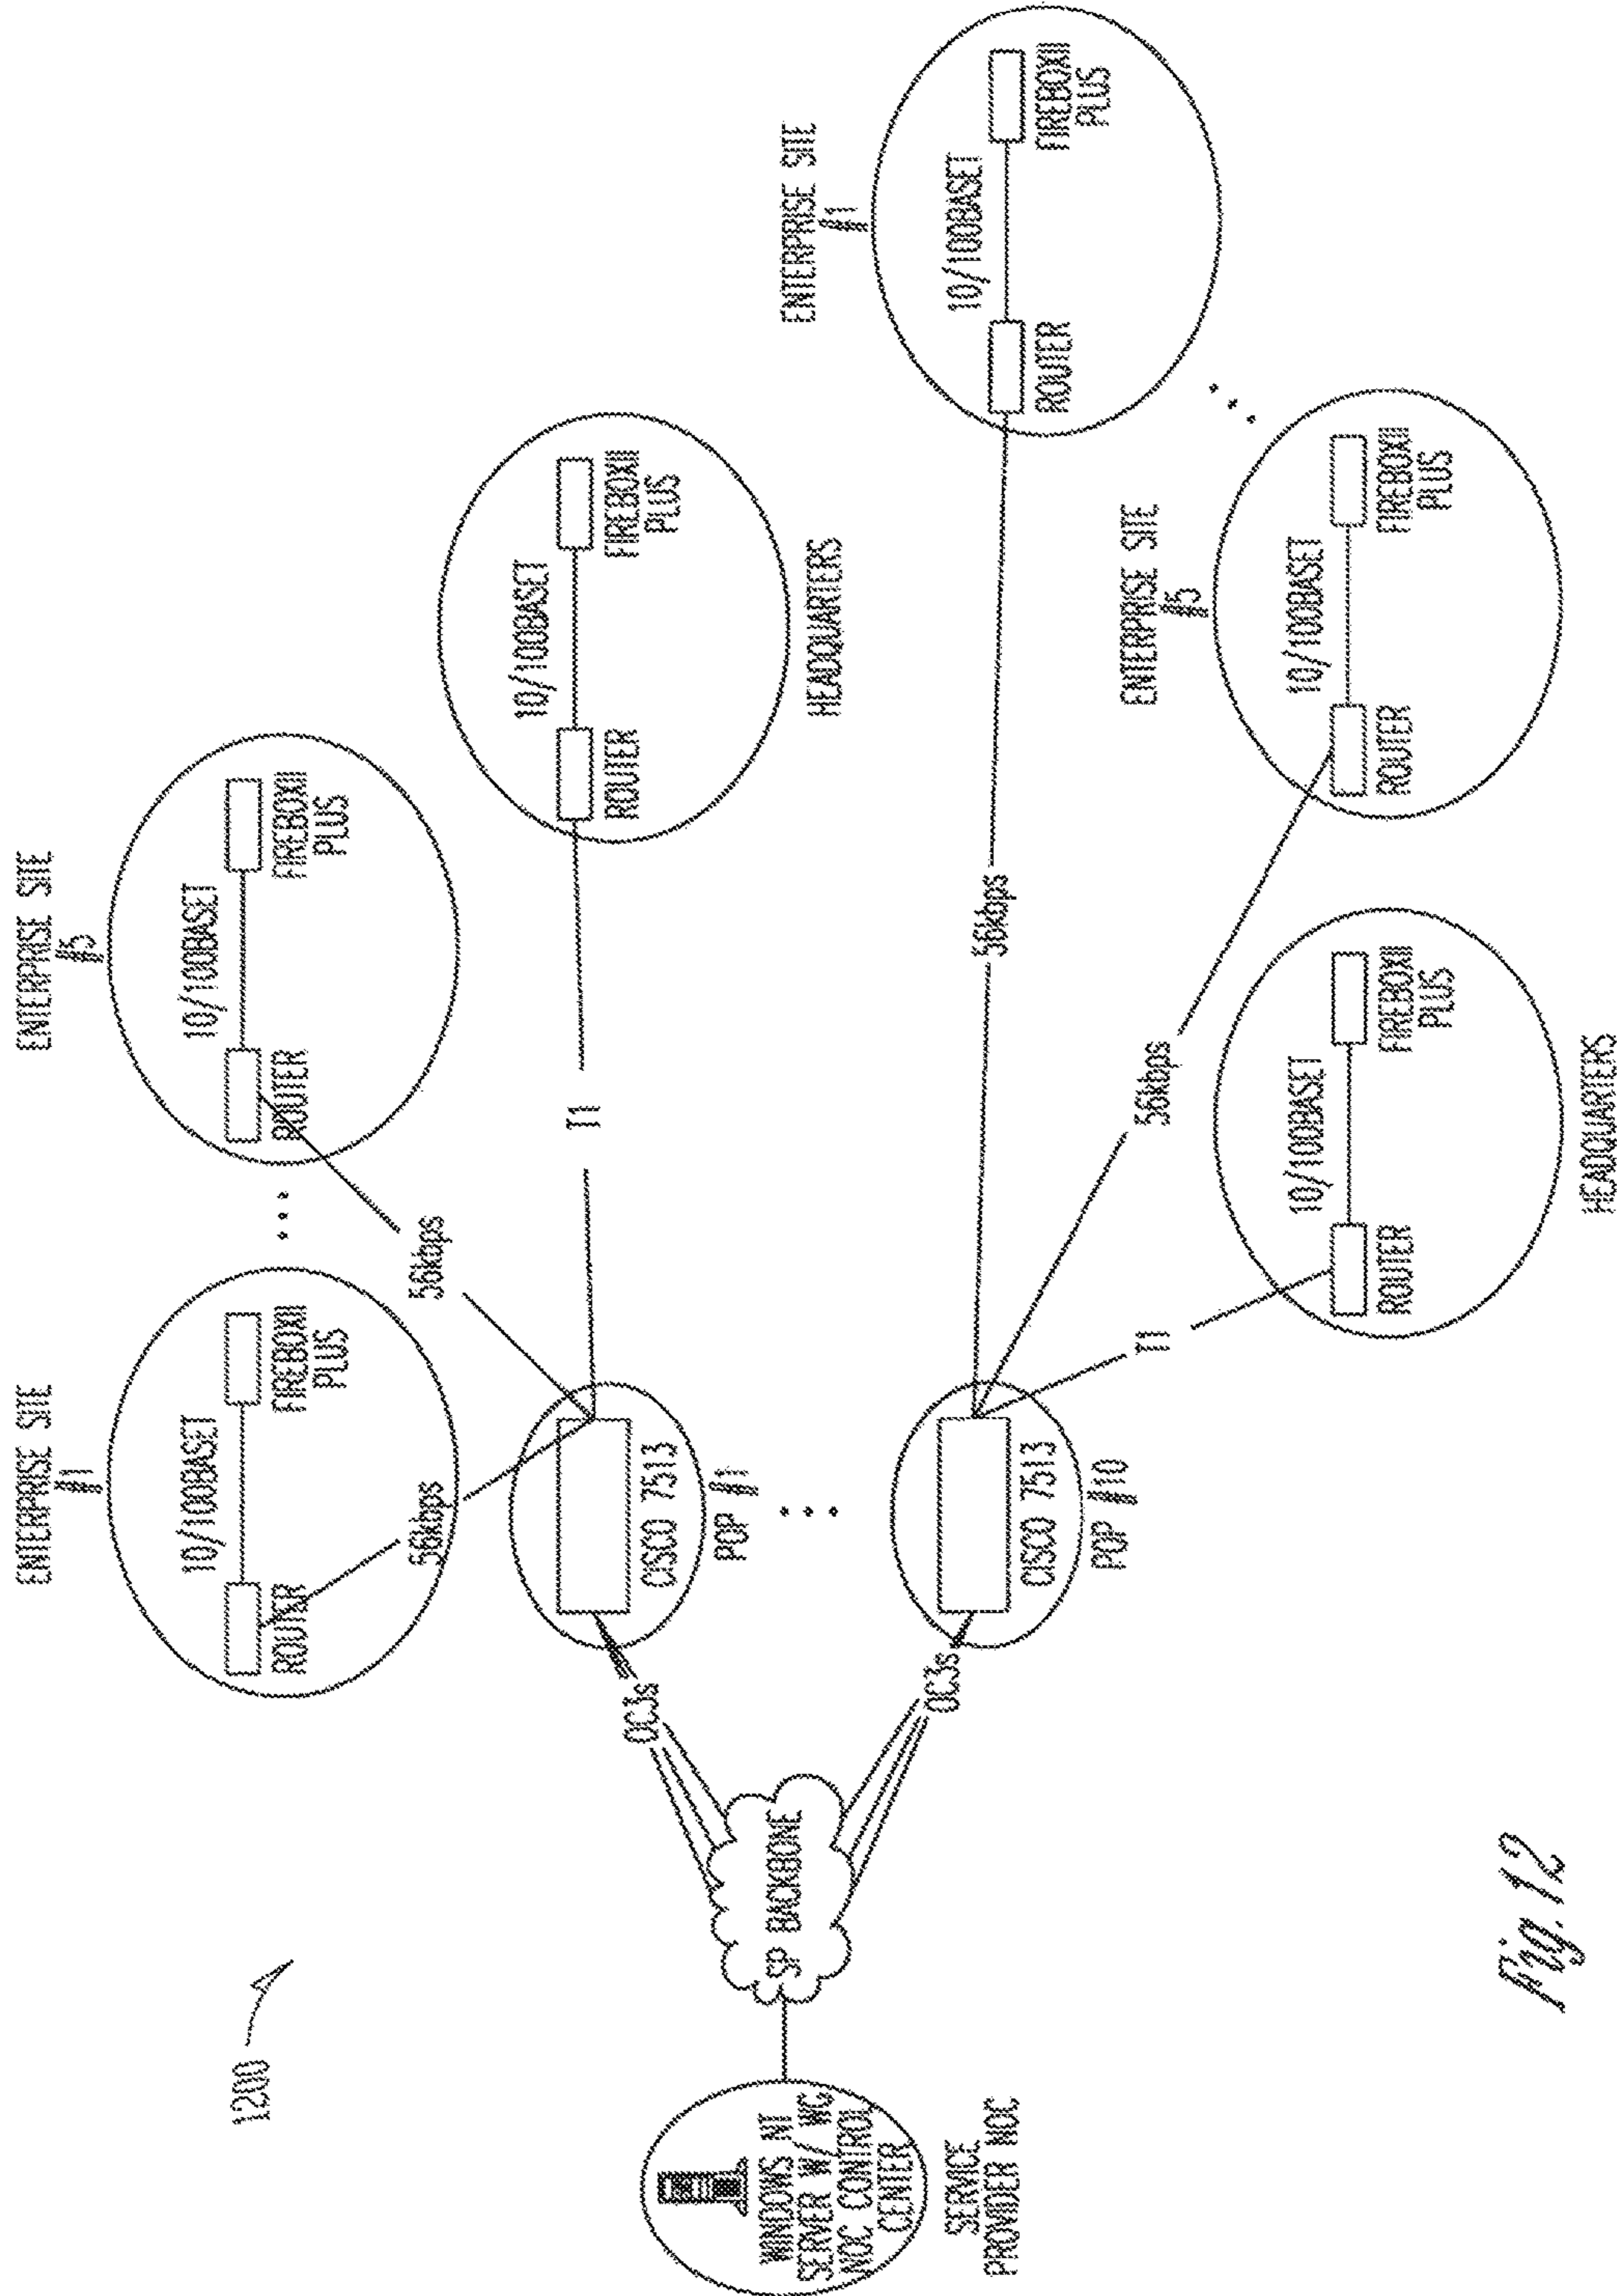 1200
ENTERPRISE SITE
#1
10/100BASET
ROUTER
FIREBOXII
PLUS
56kbps
ENTERPRISE SITE
#5
10/100BASET
ROUTER
FIREBOXII
PLUS
56kbps
10/100BASET
ROUTER
FIREBOXII
PLUS
HEADQUARTERS
T1
CISCO 7513
POP #1
OC3s
WINDOWS NT
SERVER W/ WG
NOC CONTROL
CENTER
SERVICE
PROVIDER NOC
SP BACKBONE
OC3s
CISCO 7513
POP #10
ENTERPRISE SITE
#1
10/100BASET
ROUTER
FIREBOXII
PLUS
56kbps
ENTERPRISE SITE
#5
10/100BASET
ROUTER
FIREBOXII
PLUS
56kbps
T1
10/100BASET
ROUTER
FIREBOXII
PLUS
HEADQUARTERS
Fig. 12